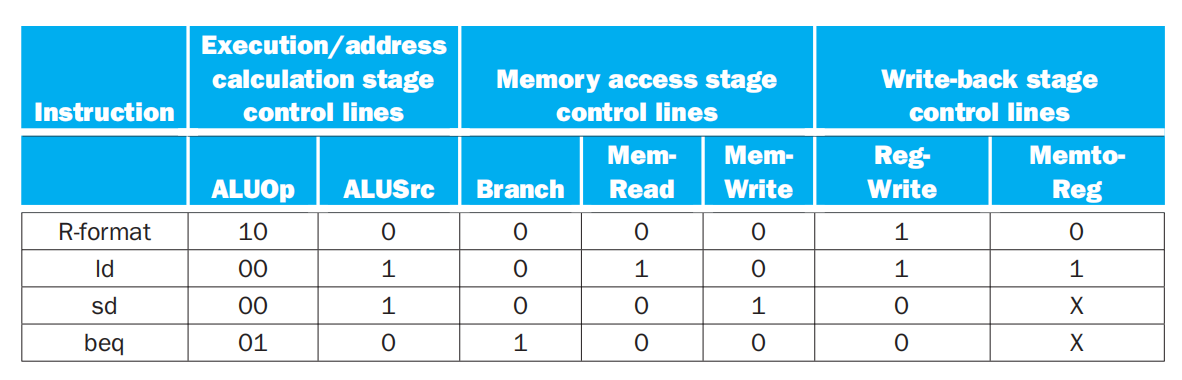 Instruction Execution/address calculation stage control lines Memory access stage control lines Write-back stage control lines
ALUOp ALUSrc Branch Mem-Read Mem-Write Reg-Write Memto-Reg
R-format 10 0 0 0 0 1 0
ld 00 1 0 1 0 1 1
sd 00 1 0 0 1 0 X
beq 01 0 1 0 0 0 X